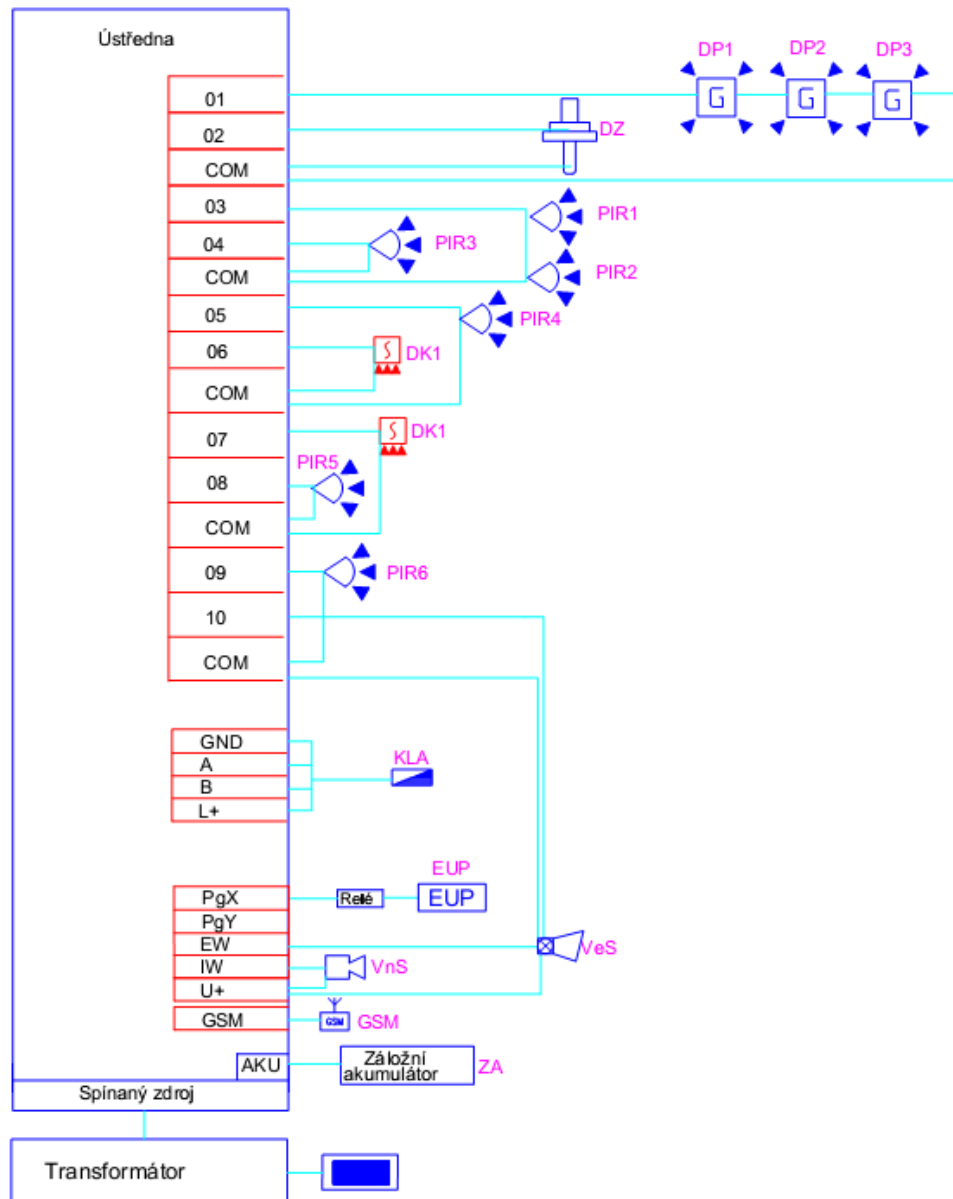 Ústředna
DP1
DP2
DP3
01
G
G
G
02
DZ
COM
03
PIR1
04
PIR3
COM
PIR2
05
PIR4
06
DK1
COM
07
DK1
PIR5
08
COM
09
PIR6
10
COM
GND
A
KLA
B
L+
EUP
PgX
Relé
EUP
PgY
EW
VeS
IW
VnS
U+
GSM
GSM
GSM
AKU
Záložní
akumulátor
ZA
Spínaný zdroj
Transformátor